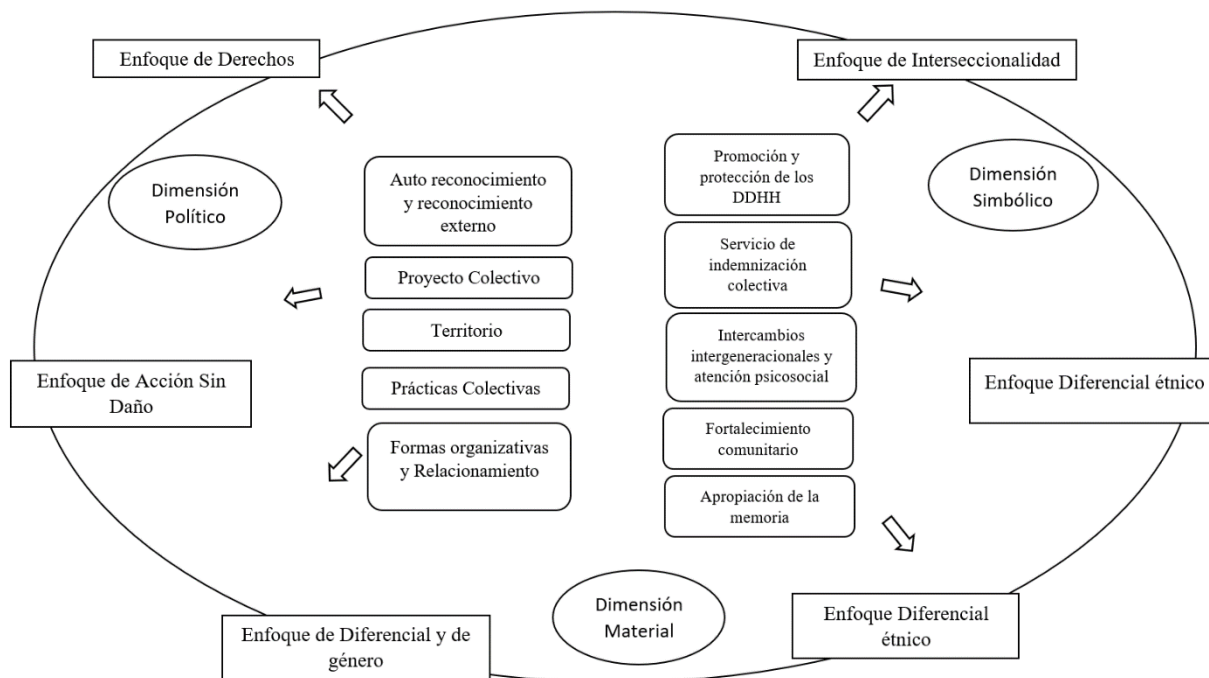 Enfoque de Derechos
Enfoque de Interseccionalidad
Dimensión
Político
Auto reconocimiento
y reconocimiento
externo
Proyecto Colectivo
Territorio
Prácticas Colectivas
Formas organizativas
y Relacionamiento
Promoción y
protección de los
DDHH
Servicio de
indemnización
colectiva
Intercambios
intergeneracionales y
atención psicosocial
Fortalecimiento
comunitario
Apropiación de la
memoria
Dimensión
Simbólico
Enfoque de Acción Sin
Daño
Enfoque Diferencial étnico
Enfoque de Diferencial y de
género
Dimensión
Material
Enfoque Diferencial
étnico